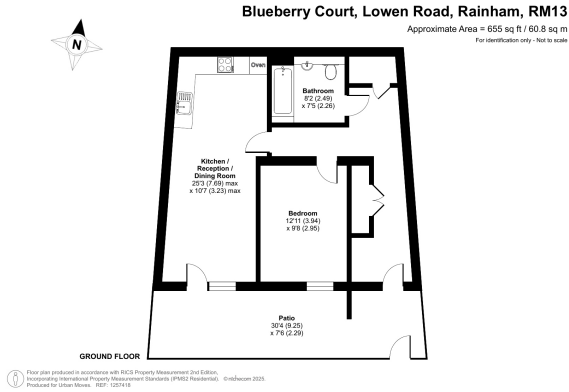 Blueberry Court, Lowen Road, Rainham, RM13
Approximate Area = 655 sq ft / 60.8 sq m
For identification only - Not to scale
N
Oven
Bathroom
8'2 (2.49)
x 7'5 (2.26)
Kitchen /
Reception /
Dining Room
25'3 (7.69) max
x 10'7 (3.23) max
Bedroom
12'11 (3.94)
x 9'8 (2.95)
Patio
30'4 (9.25)
x 7'6 (2.29)
GROUND FLOOR
Floor plan produced in accordance with RICS Property Measurement 2nd Edition,
Incorporating International Property Measurement Standards (IPMS2 Residential). ©nichecom 2025.
Produced for Urban Moves. REF: 1257418